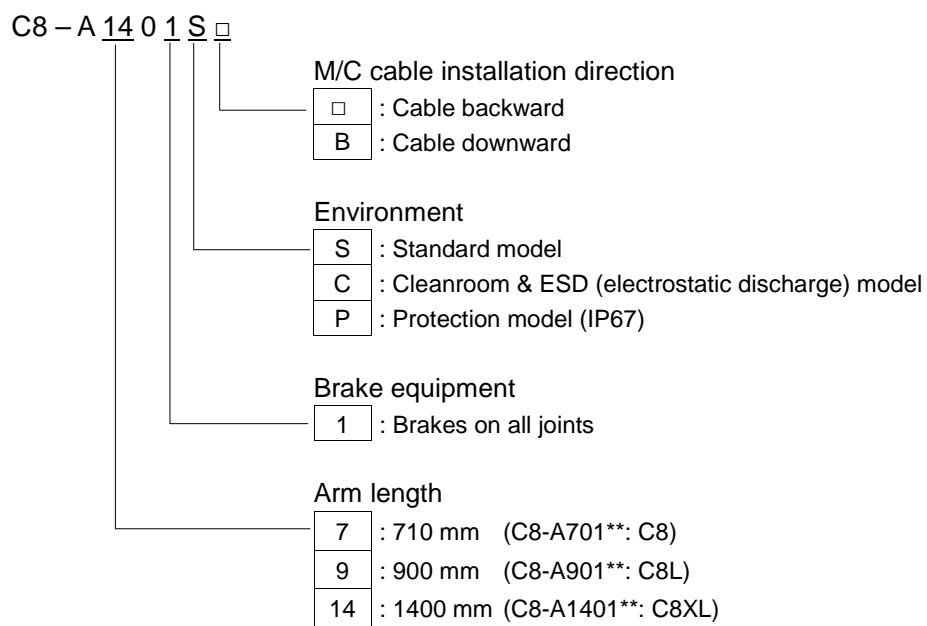 C8 – A 14 0 1 S □
M/C cable installation direction
□ : Cable backward
B : Cable downward
Environment
S : Standard model
C : Cleanroom & ESD (electrostatic discharge) model
P : Protection model (IP67)
Brake equipment
1 : Brakes on all joints
Arm length
7 : 710 mm (C8-A701**: C8)
9 : 900 mm (C8-A901**: C8L)
14 : 1400 mm (C8-A1401**: C8XL)